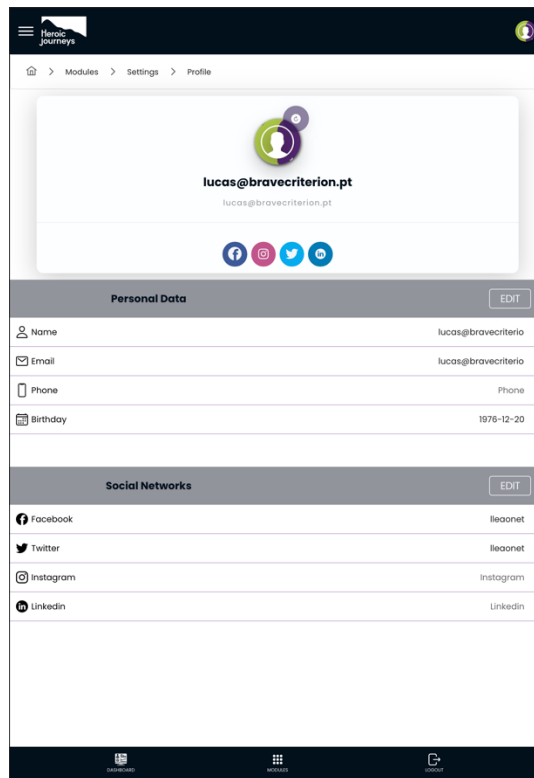 Heroic
journeys
Modules > Settings > Profile
lucas@bravecriterion.pt
lucas@bravecriterion.pt
Personal Data EDIT
Name lucas@bravecriterio
Email lucas@bravecriterio
Phone Phone
Birthday 1976-12-20
Social Networks EDIT
Facebook lleaonet
Twitter lleaonet
Instagram Instagram
Linkedin Linkedin
DASHBOARD MODULES LOGOUT